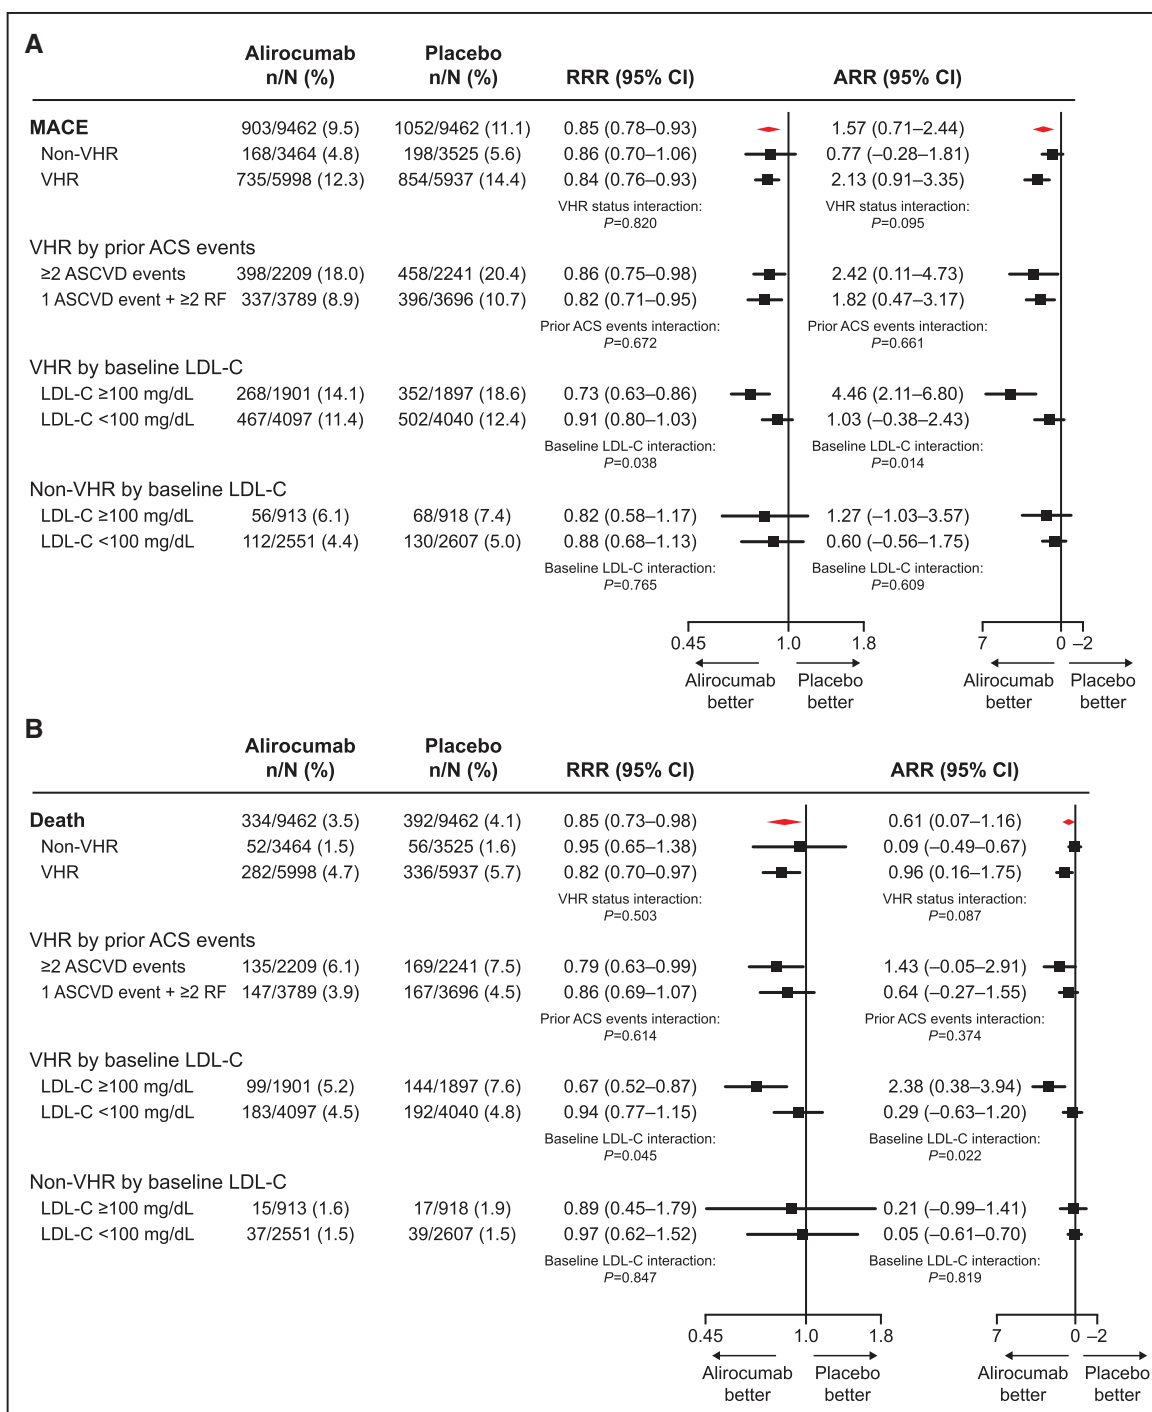 A
Alirocumab Placebo
n/N (%) n/N (%) RRR (95% CI) ARR (95% CI)
MACE 903/9462 (9.5) 1052/9462 (11.1) 0.85 (0.78–0.93) 1.57 (0.71–2.44)
Non-VHR 168/3464 (4.8) 198/3525 (5.6) 0.86 (0.70–1.06) 0.77 (–0.28–1.81)
VHR 735/5998 (12.3) 854/5937 (14.4) 0.84 (0.76–0.93) 2.13 (0.91–3.35)
VHR status interaction: VHR status interaction:
P=0.820 P=0.095
VHR by prior ACS events
≥2 ASCVD events 398/2209 (18.0) 458/2241 (20.4) 0.86 (0.75–0.98) 2.42 (0.11–4.73)
1 ASCVD event + ≥2 RF 337/3789 (8.9) 396/3696 (10.7) 0.82 (0.71–0.95) 1.82 (0.47–3.17)
Prior ACS events interaction: Prior ACS events interaction:
P=0.672 P=0.661
VHR by baseline LDL-C
LDL-C ≥100 mg/dL 268/1901 (14.1) 352/1897 (18.6) 0.73 (0.63–0.86) 4.46 (2.11–6.80)
LDL-C <100 mg/dL 467/4097 (11.4) 502/4040 (12.4) 0.91 (0.80–1.03) 1.03 (–0.38–2.43)
Baseline LDL-C interaction: Baseline LDL-C interaction:
P=0.038 P=0.014
Non-VHR by baseline LDL-C
LDL-C ≥100 mg/dL 56/913 (6.1) 68/918 (7.4) 0.82 (0.58–1.17) 1.27 (–1.03–3.57)
LDL-C <100 mg/dL 112/2551 (4.4) 130/2607 (5.0) 0.88 (0.68–1.13) 0.60 (–0.56–1.75)
Baseline LDL-C interaction: Baseline LDL-C interaction:
P=0.765 P=0.609
0.45 1.0 1.8 7 0 –2
Alirocumab Placebo Alirocumab Placebo
better better better better
B
Alirocumab Placebo
n/N (%) n/N (%) RRR (95% CI) ARR (95% CI)
Death 334/9462 (3.5) 392/9462 (4.1) 0.85 (0.73–0.98) 0.61 (0.07–1.16)
Non-VHR 52/3464 (1.5) 56/3525 (1.6) 0.95 (0.65–1.38) 0.09 (–0.49–0.67)
VHR 282/5998 (4.7) 336/5937 (5.7) 0.82 (0.70–0.97) 0.96 (0.16–1.75)
VHR status interaction: VHR status interaction:
P=0.503 P=0.087
VHR by prior ACS events
≥2 ASCVD events 135/2209 (6.1) 169/2241 (7.5) 0.79 (0.63–0.99) 1.43 (–0.05–2.91)
1 ASCVD event + ≥2 RF 147/3789 (3.9) 167/3696 (4.5) 0.86 (0.69–1.07) 0.64 (–0.27–1.55)
Prior ACS events interaction: Prior ACS events interaction:
P=0.614 P=0.374
VHR by baseline LDL-C
LDL-C ≥100 mg/dL 99/1901 (5.2) 144/1897 (7.6) 0.67 (0.52–0.87) 2.38 (0.38–3.94)
LDL-C <100 mg/dL 183/4097 (4.5) 192/4040 (4.8) 0.94 (0.77–1.15) 0.29 (–0.63–1.20)
Baseline LDL-C interaction: Baseline LDL-C interaction:
P=0.045 P=0.022
Non-VHR by baseline LDL-C
LDL-C ≥100 mg/dL 15/913 (1.6) 17/918 (1.9) 0.89 (0.45–1.79) 0.21 (–0.99–1.41)
LDL-C <100 mg/dL 37/2551 (1.5) 39/2607 (1.5) 0.97 (0.62–1.52) 0.05 (–0.61–0.70)
Baseline LDL-C interaction: Baseline LDL-C interaction:
P=0.847 P=0.819
0.45 1.0 1.8 7 0 –2
Alirocumab Placebo Alirocumab Placebo
better better better better